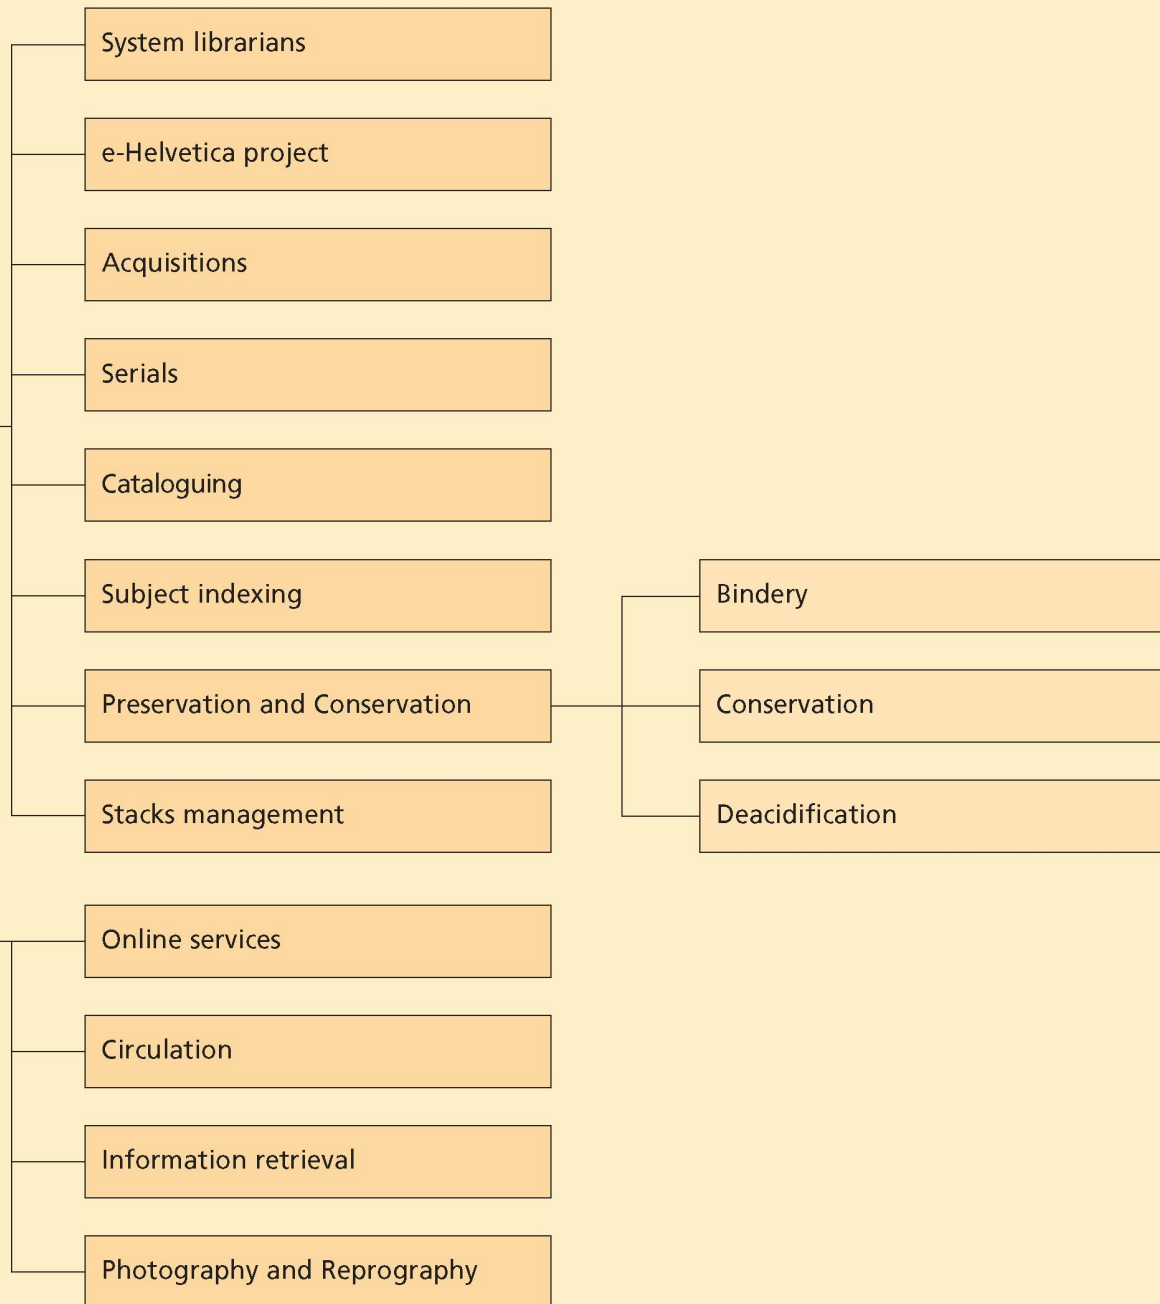 System librarians
e-Helvetica project
Acquisitions
Serials
Cataloguing
Subject indexing
Preservation and Conservation
Stacks management
Bindery
Conservation
Deacidification
Online services
Circulation
Information retrieval
Photography and Reprography